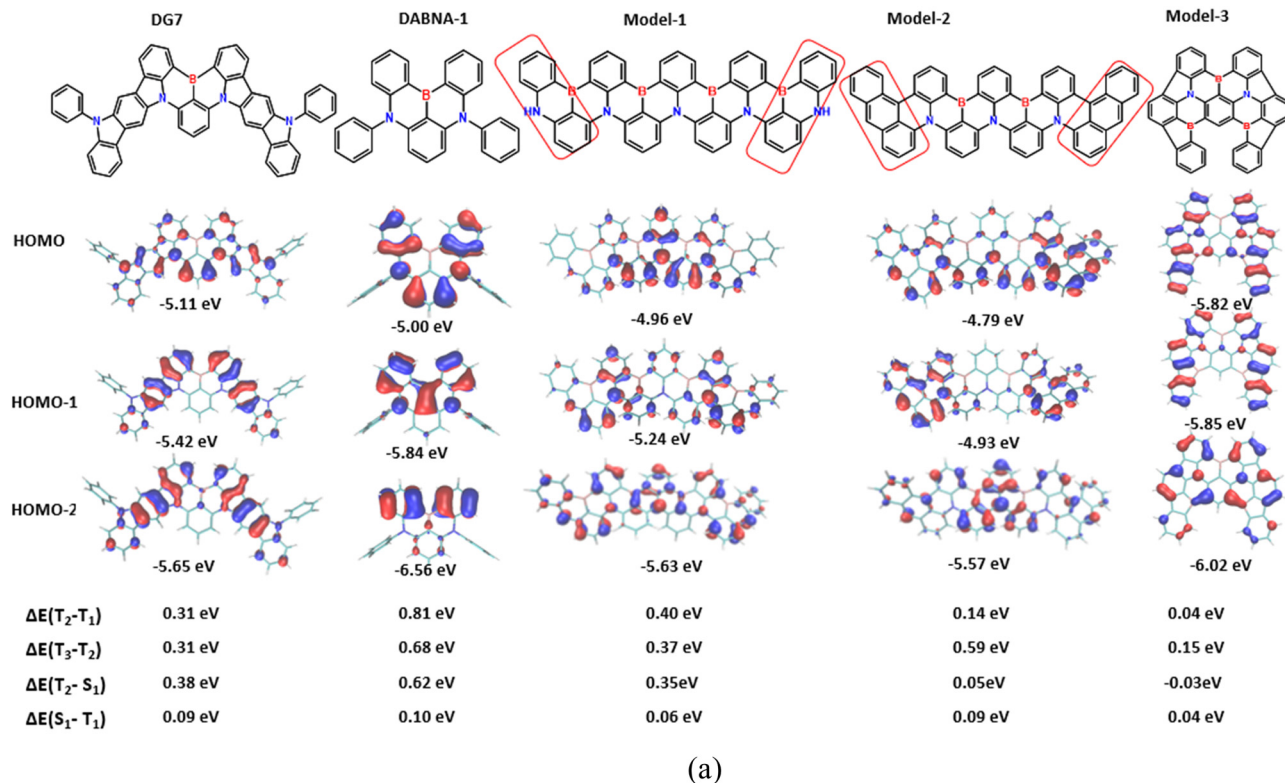 DG7 DABNA-1 Model-1 Model-2 Model-3
B
N N
N N
B
N N
B B B B
HN N N N NH
B B
N N N
B
N N
B B
HOMO
-5.11 eV -5.00 eV -4.96 eV -4.79 eV -5.82 eV
HOMO-1
-5.42 eV -5.84 eV -5.24 eV -4.93 eV -5.85 eV
HOMO-2
-5.65 eV -6.56 eV -5.63 eV -5.57 eV -6.02 eV
ΔE(T₂-T₁) 0.31 eV 0.81 eV 0.40 eV 0.14 eV 0.04 eV
ΔE(T₃-T₂) 0.31 eV 0.68 eV 0.37 eV 0.59 eV 0.15 eV
ΔE(T₂- S₁) 0.38 eV 0.62 eV 0.35eV 0.05eV -0.03eV
ΔE(S₁- T₁) 0.09 eV 0.10 eV 0.06 eV 0.09 eV 0.04 eV
(a)